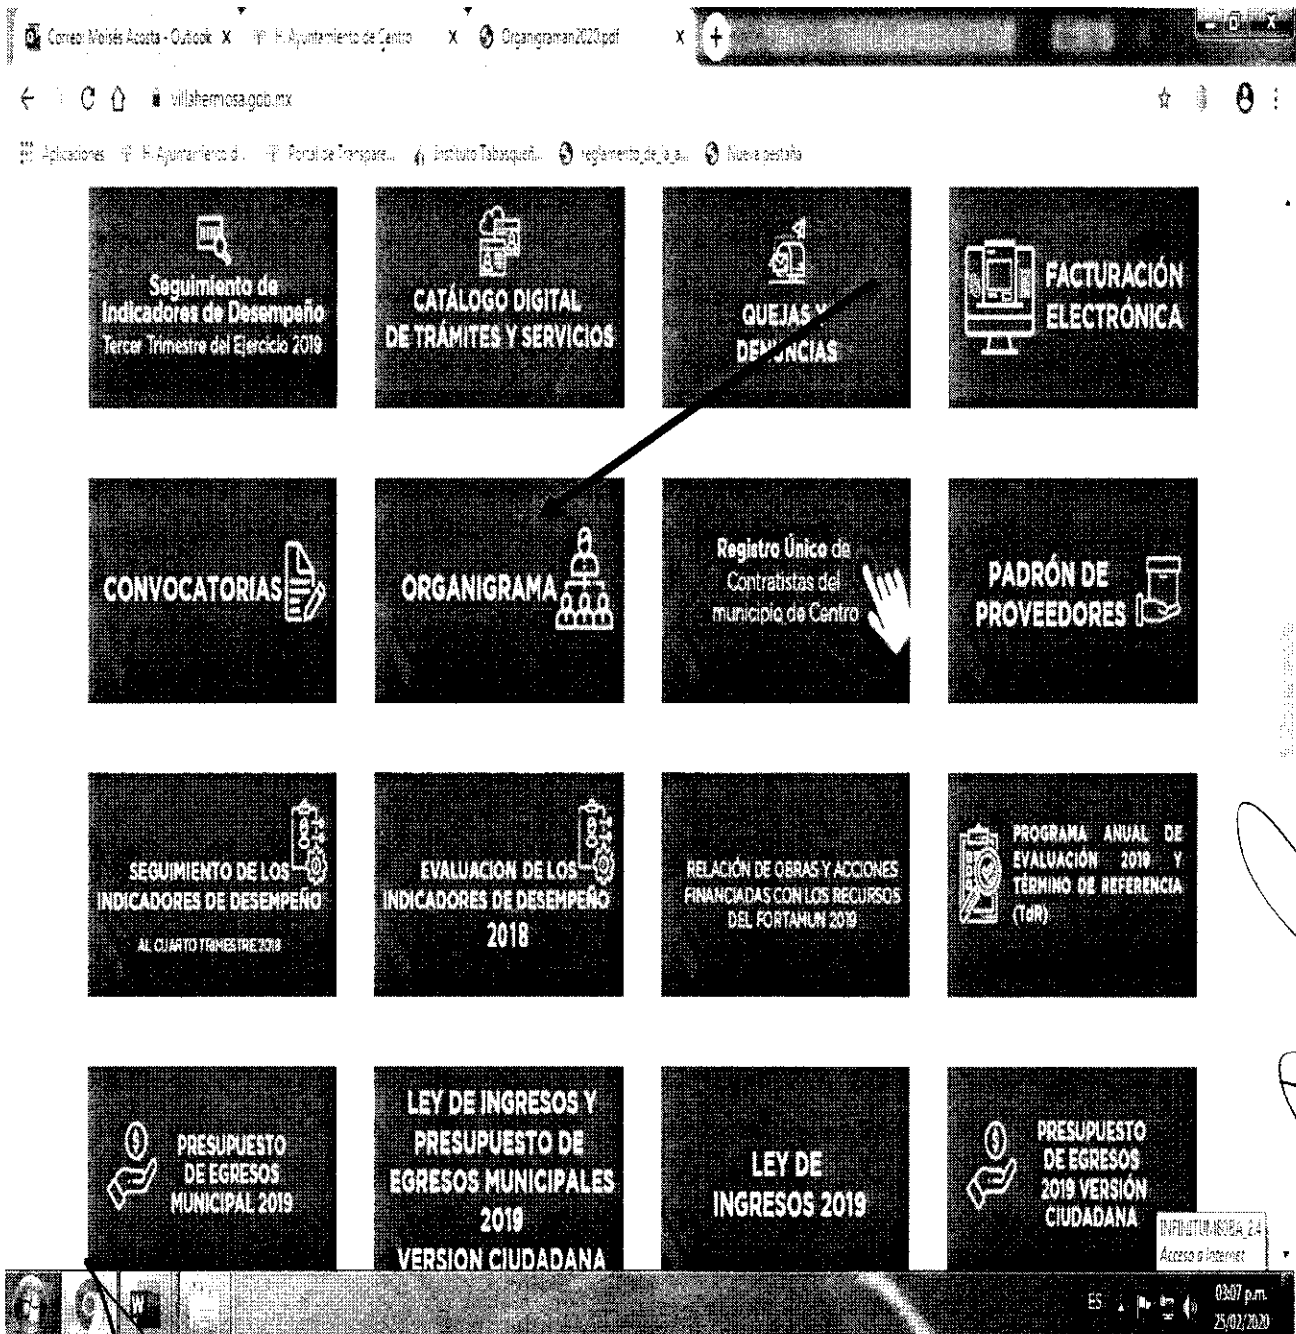 Correo: Moisés Acosta - Outlook X
H. Ayuntamiento de Centro X
Organigraman2020.pdf X
villahermosa.gob.mx
Aplicaciones
H. Ayuntamiento d...
Portal de Transpare...
Instituto Tabasqueñ...
reglamento_de_la_a...
Nueva pestaña
Seguimiento de
Indicadores de Desempeño
Tercer Trimestre del Ejercicio 2019
CATÁLOGO DIGITAL
DE TRÁMITES Y SERVICIOS
QUEJAS Y
DENUNCIAS
FACTURACIÓN
ELECTRÓNICA
CONVOCATORIAS
ORGANIGRAMA
Registro Único de
Contratistas del
municipio de Centro
PADRÓN DE
PROVEEDORES
SEGUIMIENTO DE LOS
INDICADORES DE DESEMPEÑO
AL CUARTO TRIMESTRE 2018
EVALUACION DE LOS
INDICADORES DE DESEMPEÑO
2018
RELACIÓN DE OBRAS Y ACCIONES
FINANCIADAS CON LOS RECURSOS
DEL FORTAMUN 2019
PROGRAMA ANUAL DE
EVALUACIÓN 2019 Y
TÉRMINO DE REFERENCIA
(TdR)
PRESUPUESTO
DE EGRESOS
MUNICIPAL 2019
LEY DE INGRESOS Y
PRESUPUESTO DE
EGRESOS MUNICIPALES
2019
VERSION CIUDADANA
LEY DE
INGRESOS 2019
PRESUPUESTO
DE EGRESOS
2019 VERSIÓN
CIUDADANA
Acceso a Internet
ES
03:07 p.m.
25/02/2020